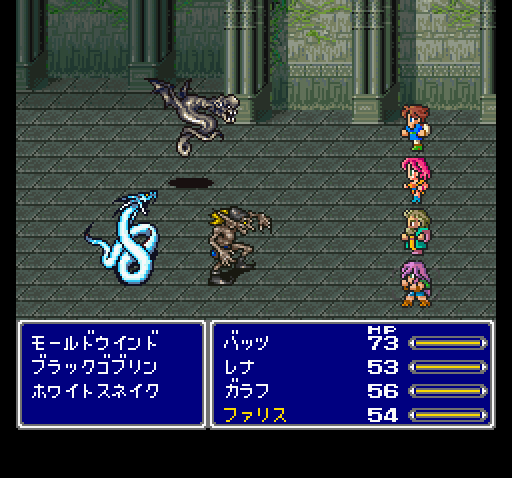 モールドウインド
ブラックゴブリン
ホワイトスネイク
HP
バッツ 73
レナ 53
ガラフ 56
ファリス 54